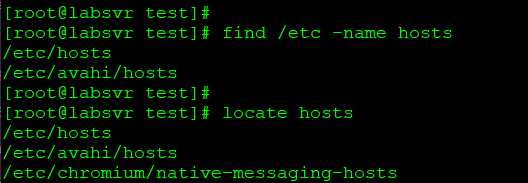 [root@labsvr test]#
[root@labsvr test]# find /etc -name hosts
/etc/hosts
/etc/avahi/hosts
[root@labsvr test]#
[root@labsvr test]# locate hosts
/etc/hosts
/etc/avahi/hosts
/etc/chromium/native-messaging-hosts